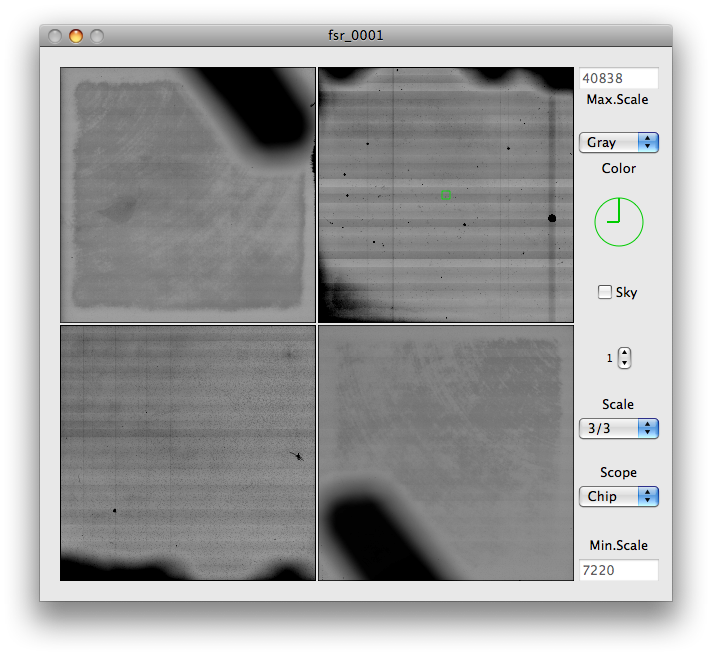 fsr_0001
40838
Max.Scale
Gray
Color
Sky
1
Scale
3/3
Scope
Chip
Min.Scale
7220